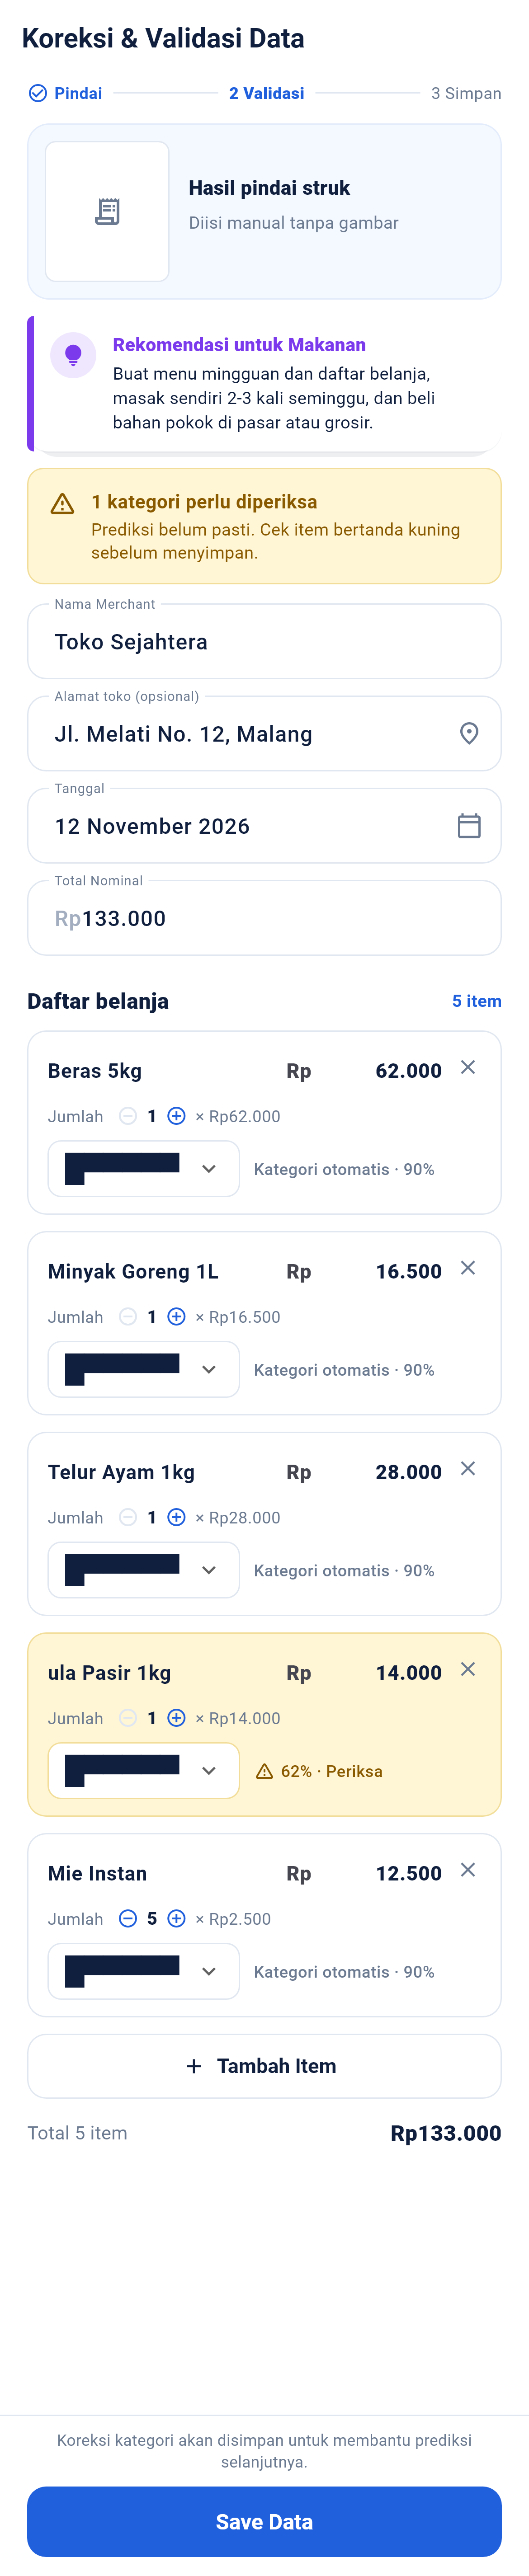 Koreksi & Validasi Data
Pindai
2 Validasi
3 Simpan
Hasil pindai struk
Diisi manual tanpa gambar
Rekomendasi untuk Makanan
Buat menu mingguan dan daftar belanja,
masak sendiri 2-3 kali seminggu, dan beli
bahan pokok di pasar atau grosir.
1 kategori perlu diperiksa
Prediksi belum pasti. Cek item bertanda kuning
sebelum menyimpan.
Nama Merchant
Toko Sejahtera
Alamat toko (opsional)
Jl. Melati No. 12, Malang
Tanggal
12 November 2026
Total Nominal
Rp133.000
Daftar belanja
5 item
Beras 5kg Rp 62.000
Jumlah 1 × Rp62.000
Kategori otomatis · 90%
Minyak Goreng 1L Rp 16.500
Jumlah 1 × Rp16.500
Kategori otomatis · 90%
Telur Ayam 1kg Rp 28.000
Jumlah 1 × Rp28.000
Kategori otomatis · 90%
ula Pasir 1kg Rp 14.000
Jumlah 1 × Rp14.000
62% · Periksa
Mie Instan Rp 12.500
Jumlah 5 × Rp2.500
Kategori otomatis · 90%
+ Tambah Item
Total 5 item Rp133.000
Koreksi kategori akan disimpan untuk membantu prediksi
selanjutnya.
Save Data